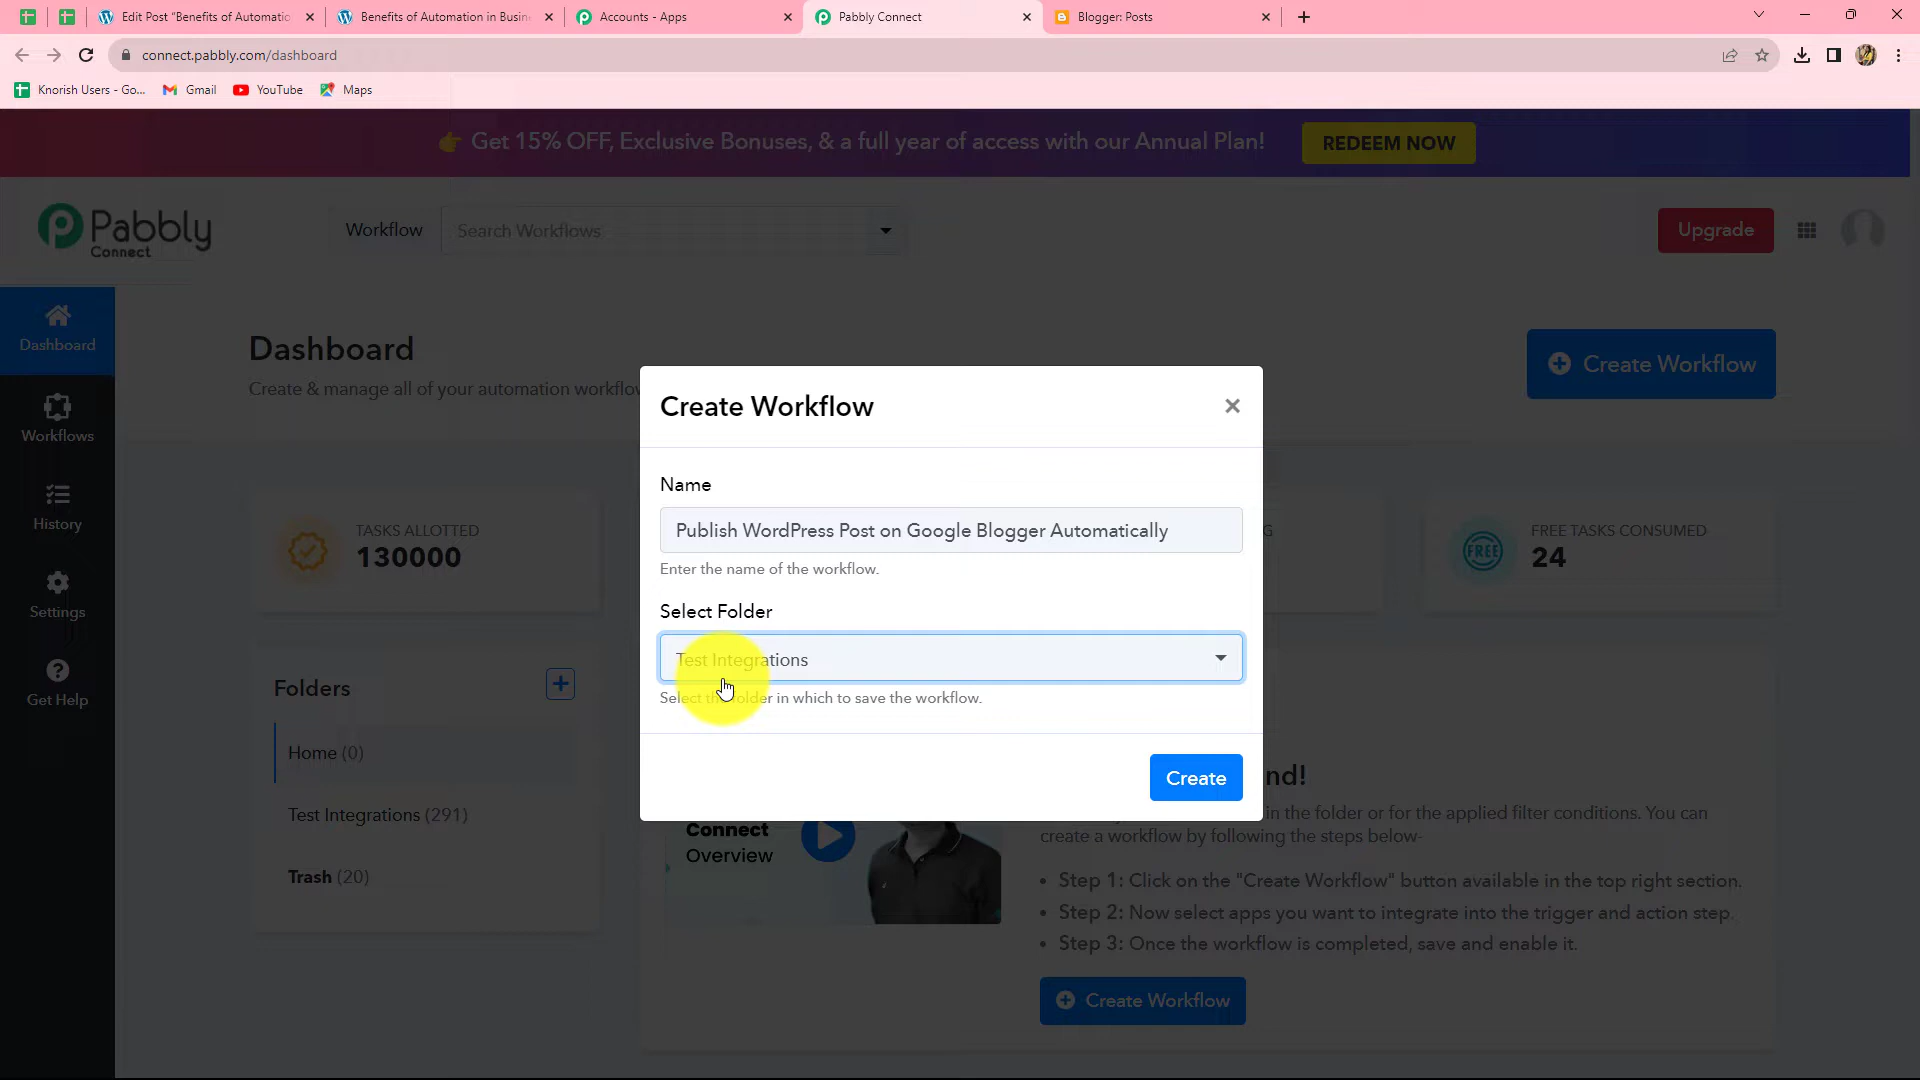 Edit Post "Benefits of Automatio
Benefits of Automation in Busin
Accounts - Apps
Pabbly Connect
Blogger: Posts
connect.pabbly.com/dashboard
Knorish Users - Go...
Gmail
YouTube
Maps
Get 15% OFF, Exclusive Bonuses, & a full year of access with our Annual Plan!
REDEEM NOW
Pabbly
Connect
Workflow
Search Workflows
Upgrade
Dashboard
Workflows
History
Settings
Get Help
Dashboard
Create & manage all of your automation workflow
Create Workflow
TASKS ALLOTTED
130000
G
FREE
FREE TASKS CONSUMED
24
Create Workflow
Name
Publish WordPress Post on Google Blogger Automatically
Enter the name of the workflow.
Select Folder
Test Integrations
Select the folder in which to save the workflow.
Create
Folders
Home (0)
Test Integrations (291)
Trash (20)
Connect
Overview
nd!
in the folder or for the applied filter conditions. You can
create a workflow by following the steps below-
• Step 1: Click on the "Create Workflow" button available in the top right section.
• Step 2: Now select apps you want to integrate into the trigger and action step.
• Step 3: Once the workflow is completed, save and enable it.
Create Workflow